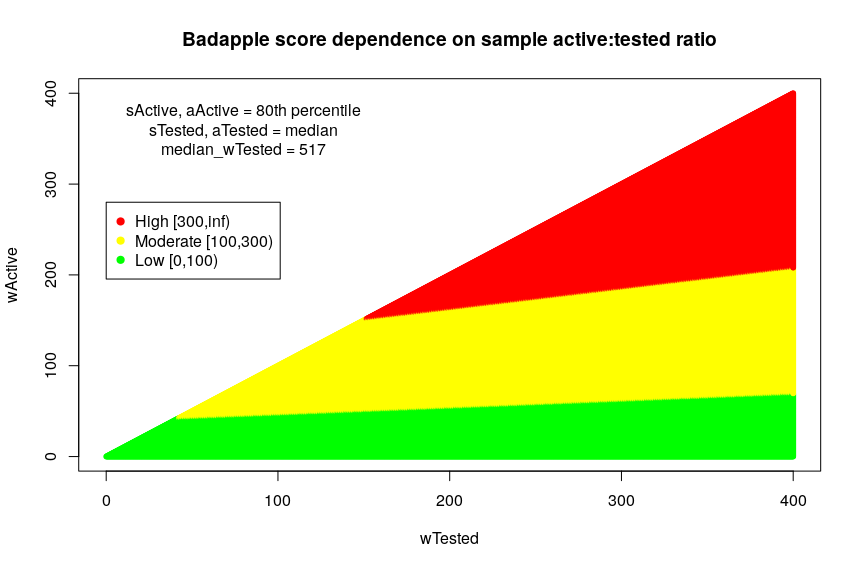 Badapple score dependence on sample active:tested ratio
sActive, aActive = 80th percentile
sTested, aTested = median
median_wTested = 517
High [300,inf)
Moderate [100,300)
Low [0,100)
wActive
400
300
200
100
0
0 100 200 300 400
wTested